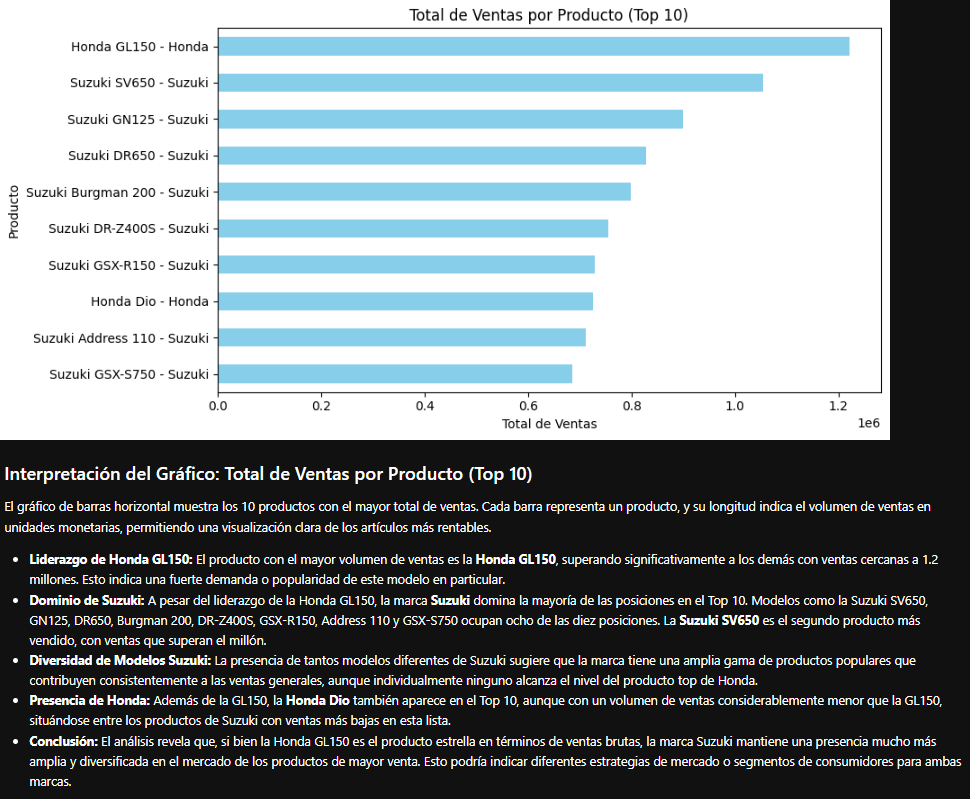 Total de Ventas por Producto (Top 10)
Honda GL150 - Honda
Suzuki SV650 - Suzuki
Suzuki GN125 - Suzuki
Suzuki DR650 - Suzuki
Suzuki Burgman 200 - Suzuki
Suzuki DR-Z400S - Suzuki
Suzuki GSX-R150 - Suzuki
Honda Dio - Honda
Suzuki Address 110 - Suzuki
Suzuki GSX-S750 - Suzuki
Producto
0.0 0.2 0.4 0.6 0.8 1.0 1.2
1e6
Total de Ventas
Interpretación del Gráfico: Total de Ventas por Producto (Top 10)
El gráfico de barras horizontal muestra los 10 productos con el mayor total de ventas. Cada barra representa un producto, y su longitud indica el volumen de ventas en
unidades monetarias, permitiendo una visualización clara de los artículos más rentables.
• Liderazgo de Honda GL150: El producto con el mayor volumen de ventas es la Honda GL150, superando significativamente a los demás con ventas cercanas a 1.2
millones. Esto indica una fuerte demanda o popularidad de este modelo en particular.
• Dominio de Suzuki: A pesar del liderazgo de la Honda GL150, la marca Suzuki domina la mayoría de las posiciones en el Top 10. Modelos como la Suzuki SV650,
GN125, DR650, Burgman 200, DR-Z400S, GSX-R150, Address 110 y GSX-S750 ocupan ocho de las diez posiciones. La Suzuki SV650 es el segundo producto más
vendido, con ventas que superan el millón.
• Diversidad de Modelos Suzuki: La presencia de tantos modelos diferentes de Suzuki sugiere que la marca tiene una amplia gama de productos populares que
contribuyen consistentemente a las ventas generales, aunque individualmente ninguno alcanza el nivel del producto top de Honda.
• Presencia de Honda: Además de la GL150, la Honda Dio también aparece en el Top 10, aunque con un volumen de ventas considerablemente menor que la GL150,
situándose entre los productos de Suzuki con ventas más bajas en esta lista.
• Conclusión: El análisis revela que, si bien la Honda GL150 es el producto estrella en términos de ventas brutas, la marca Suzuki mantiene una presencia mucho más
amplia y diversificada en el mercado de los productos de mayor venta. Esto podría indicar diferentes estrategias de mercado o segmentos de consumidores para ambas
marcas.